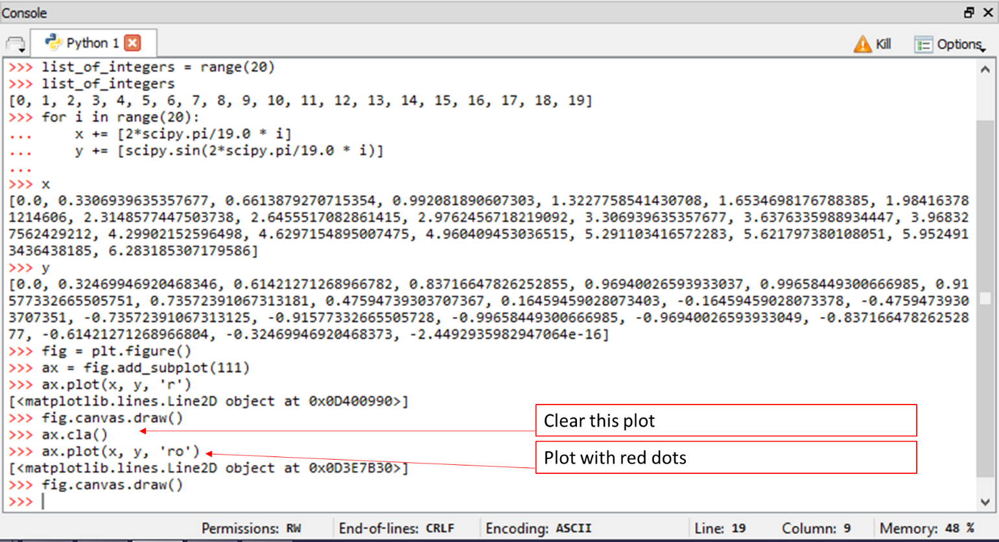 Console
Python 1
Kill
Options
>>> list_of_integers = range(20)
>>> list_of_integers
[0, 1, 2, 3, 4, 5, 6, 7, 8, 9, 10, 11, 12, 13, 14, 15, 16, 17, 18, 19]
>>> for i in range(20):
...     x += [2*scipy.pi/19.0 * i]
...     y += [scipy.sin(2*scipy.pi/19.0 * i)]
...
>>> x
[0.0, 0.3306939635357677, 0.6613879270715354, 0.992081890607303, 1.3227758541430708, 1.6534698176788385, 1.98416378
1214606, 2.3148577447503738, 2.6455517082861415, 2.9762456718219092, 3.306939635357677, 3.6376335988934447, 3.96832
7562429212, 4.29902152596498, 4.6297154895007475, 4.960409453036515, 5.291103416572283, 5.621797380108051, 5.952491
3436438185, 6.283185307179586]
>>> y
[0.0, 0.32469946920468346, 0.61421271268966782, 0.83716647826252855, 0.96940026593933037, 0.99658449300666985, 0.91
577332665505751, 0.73572391067313181, 0.47594739303707367, 0.16459459028073403, -0.16459459028073378, -0.4759473930
3707351, -0.73572391067313125, -0.91577332665505728, -0.99658449300666985, -0.96940026593933049, -0.837166478262528
77, -0.61421271268966804, -0.32469946920468373, -2.4492935982947064e-16]
>>> fig = plt.figure()
>>> ax = fig.add_subplot(111)
>>> ax.plot(x, y, 'r')
[<matplotlib.lines.Line2D object at 0x0D400990>]
>>> fig.canvas.draw()
>>> ax.cla()
Clear this plot
>>> ax.plot(x, y, 'ro')
Plot with red dots
[<matplotlib.lines.Line2D object at 0x0D3E7B30>]
>>> fig.canvas.draw()
>>>
Permissions: RW End-of-lines: CRLF Encoding: ASCII Line: 19 Column: 9 Memory: 48 %